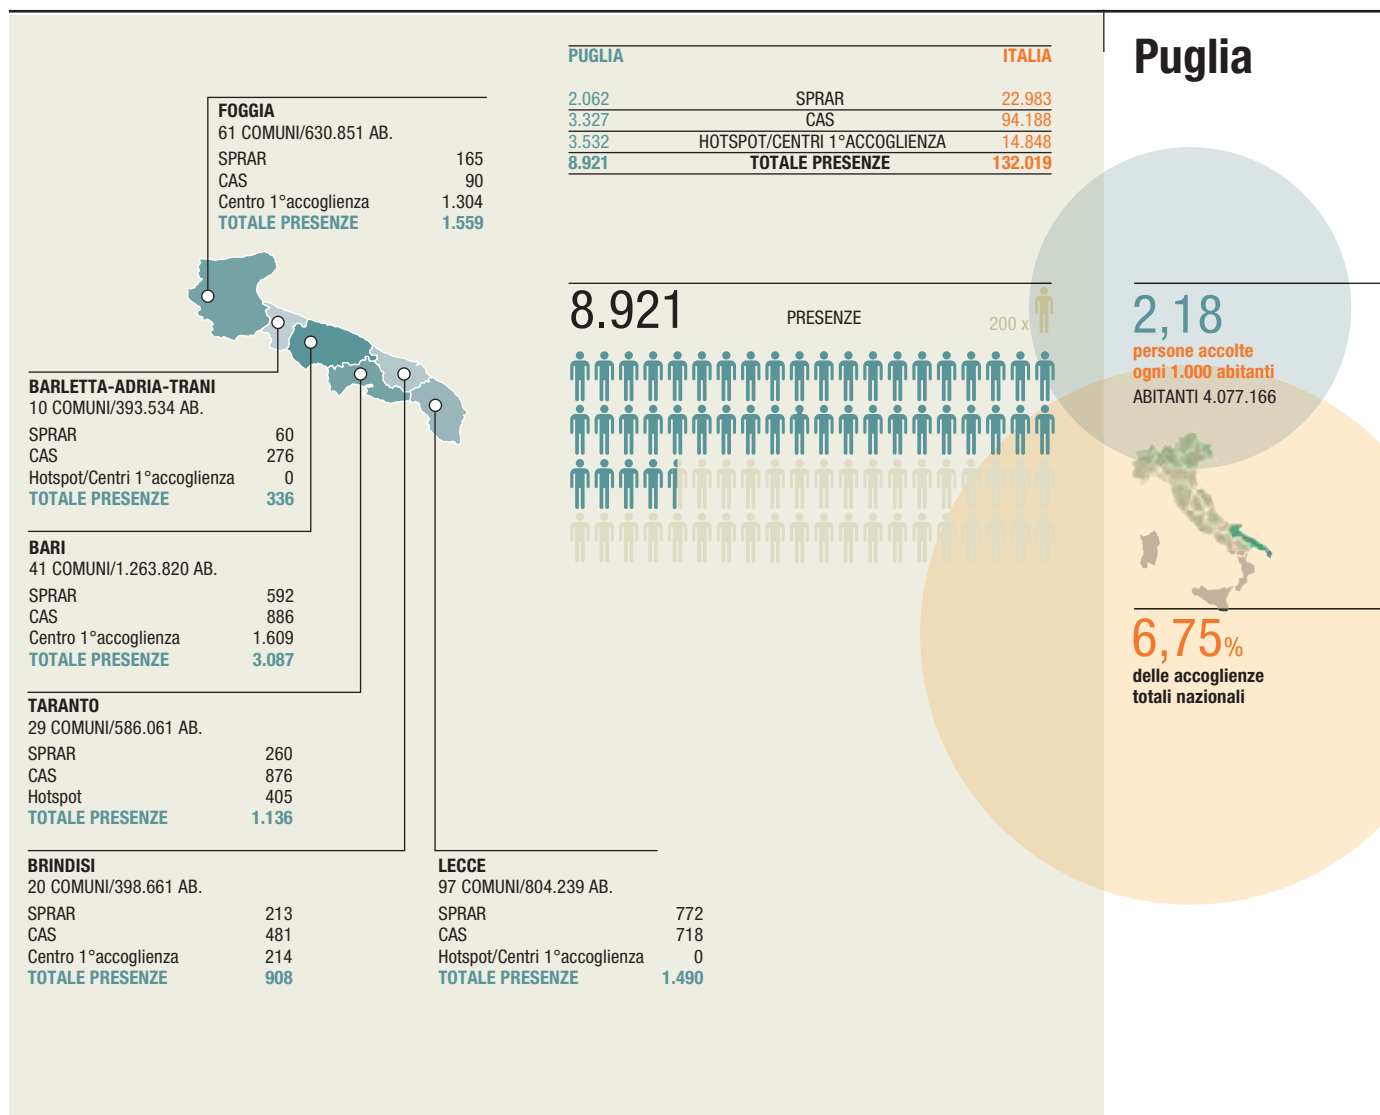 Puglia
PUGLIA ITALIA
2.062 SPRAR 22.983
3.327 CAS 94.188
3.532 HOTSPOT/CENTRI 1°ACCOGLIENZA 14.848
8.921 TOTALE PRESENZE 132.019
FOGGIA
61 COMUNI/630.851 AB.
SPRAR 165
CAS 90
Centro 1°accoglienza 1.304
TOTALE PRESENZE 1.559
8.921 PRESENZE 200 x
2,18
persone accolte
ogni 1.000 abitanti
ABITANTI 4.077.166
BARLETTA-ADRIA-TRANI
10 COMUNI/393.534 AB.
SPRAR 60
CAS 276
Hotspot/Centri 1°accoglienza 0
TOTALE PRESENZE 336
BARI
41 COMUNI/1.263.820 AB.
SPRAR 592
CAS 886
Centro 1°accoglienza 1.609
TOTALE PRESENZE 3.087
6,75%
delle accoglienze
totali nazionali
TARANTO
29 COMUNI/586.061 AB.
SPRAR 260
CAS 876
Hotspot 405
TOTALE PRESENZE 1.136
BRINDISI
20 COMUNI/398.661 AB.
SPRAR 213
CAS 481
Centro 1°accoglienza 214
TOTALE PRESENZE 908
LECCE
97 COMUNI/804.239 AB.
SPRAR 772
CAS 718
Hotspot/Centri 1°accoglienza 0
TOTALE PRESENZE 1.490